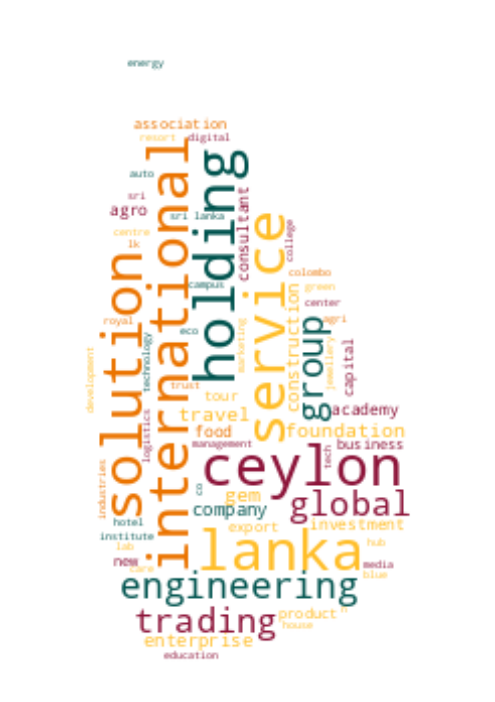 energy
association
resort digital
auto
sri
agro
sri lanka
consultant
international
holding
centre
lk
college
service
solution
colombo
campus
green
center
construction
royal
agri
group
eco
technology
marketing
jewellery
capital
development
trust
tour
travel
academy
food
foundation
logistics
management
business
tech
ceylon
industries
co
gem
global
company
hotel
export
investment
institute
lanka
hub
lab
new
care
media
blue
engineering
trading
product "
house
enterprise
education